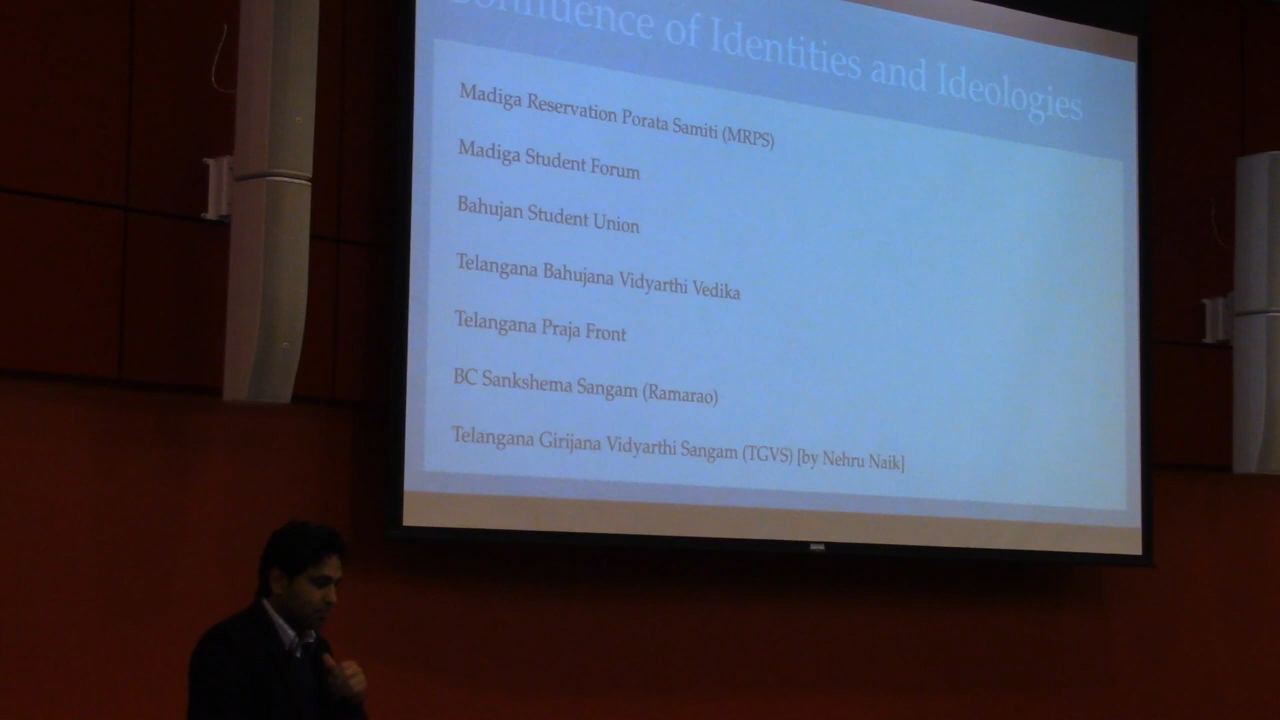 Confluence of Identities and Ideologies
Madiga Reservation Porata Samiti (MRPS)
Madiga Student Forum
Bahujan Student Union
Telangana Bahujana Vidyarthi Vedika
Telangana Praja Front
BC Sankshema Sangam (Ramarao)
Telangana Girijana Vidyarthi Sangam (TGVS) [by Nehru Naik]